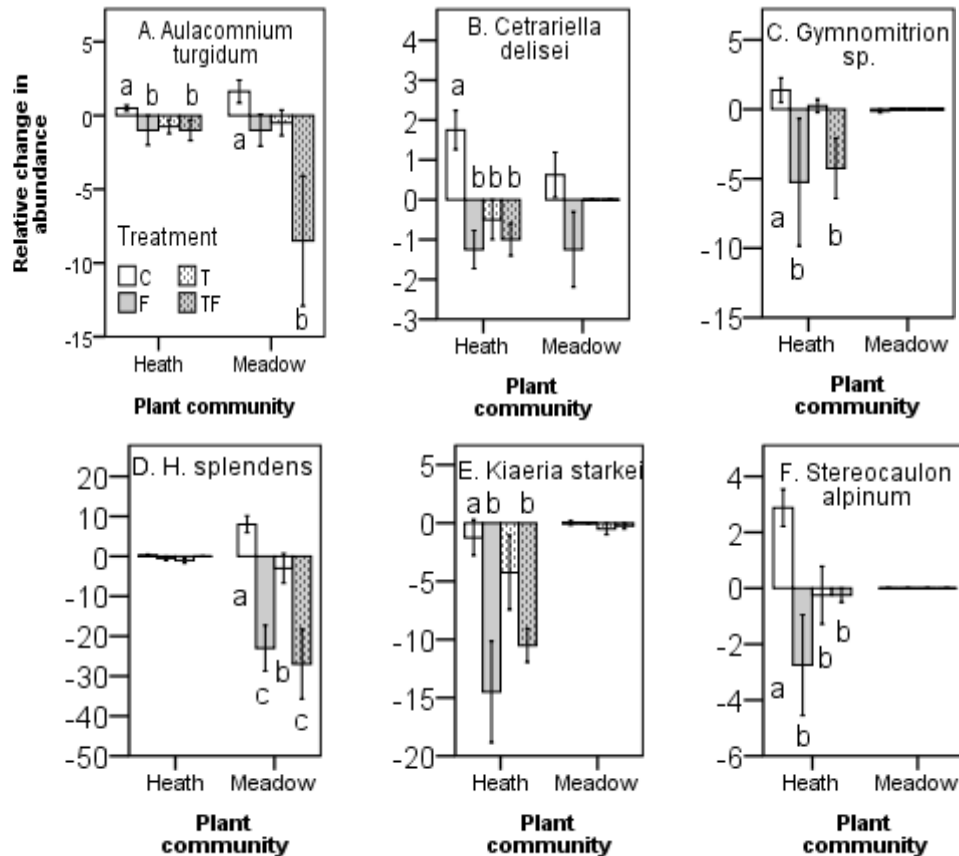 Relative change in
abundance
A. Aulacomnium
turgidum
5
0
-5
-10
-15
a
b
b
a
b
Treatment
C
T
F
TF
Heath
Meadow
Plant community
B. Cetrariella
delisei
4
3
2
1
0
-1
-2
-3
a
b
b
b
Heath
Meadow
Plant
community
C. Gymnomitrion
sp.
5
0
-5
-10
-15
a
b
b
Heath
Meadow
Plant
community
D. H. splendens
20
10
0
-10
-20
-30
-40
-50
a
c
b
c
Heath
Meadow
Plant
community
E. Kiaeria starkei
5
0
-5
-10
-15
-20
a
b
b
Heath
Meadow
Plant
community
F. Stereocaulon
alpinum
4
2
0
-2
-4
-6
a
b
b
b
Heath
Meadow
Plant
community